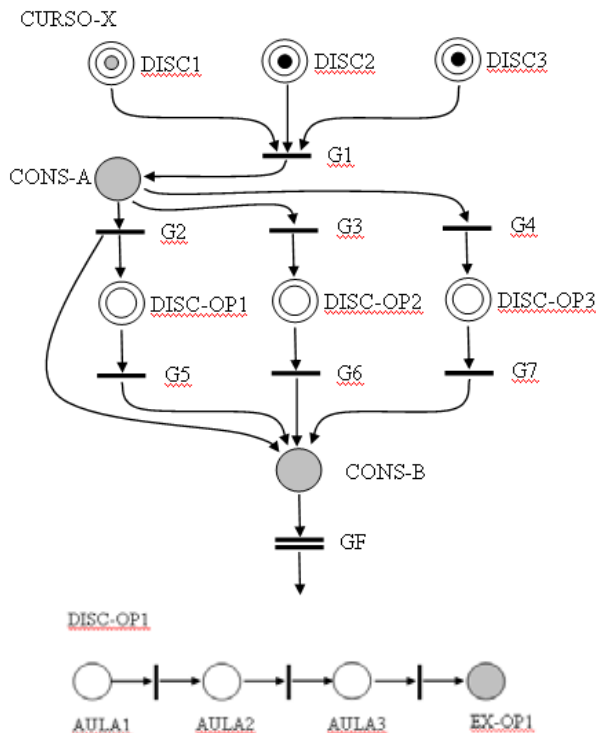 CURSO-X
DISC1
DISC2
DISC3
G1
CONS-A
G2
G3
G4
DISC-OP1
DISC-OP2
DISC-OP3
G5
G6
G7
CONS-B
GF
DISC-OP1
AULA1
AULA2
AULA3
EX-OP1